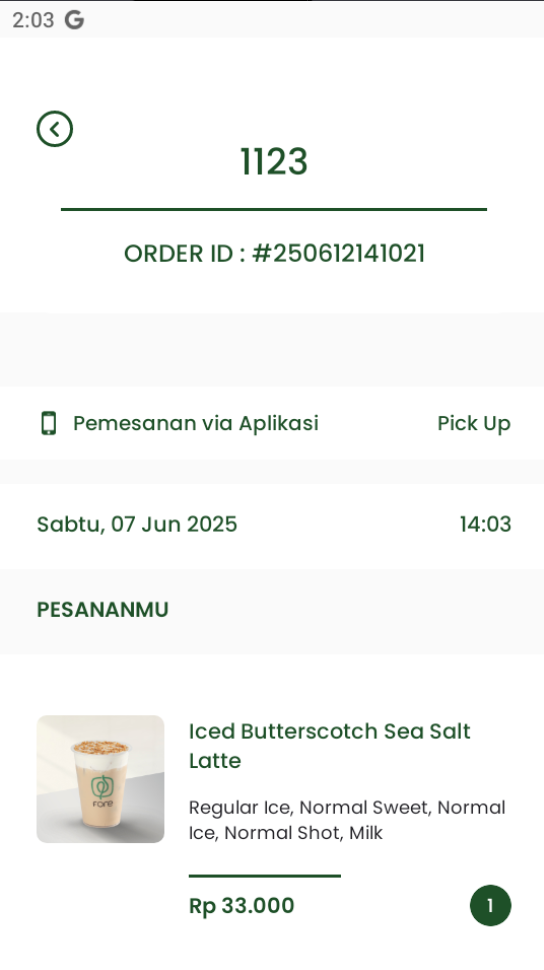 2:03 G
1123
ORDER ID : #250612141021
Pemesanan via Aplikasi Pick Up
Sabtu, 07 Jun 2025 14:03
PESANANMU
Iced Butterscotch Sea Salt
Latte
fore
Regular Ice, Normal Sweet, Normal
Ice, Normal Shot, Milk
Rp 33.000 1